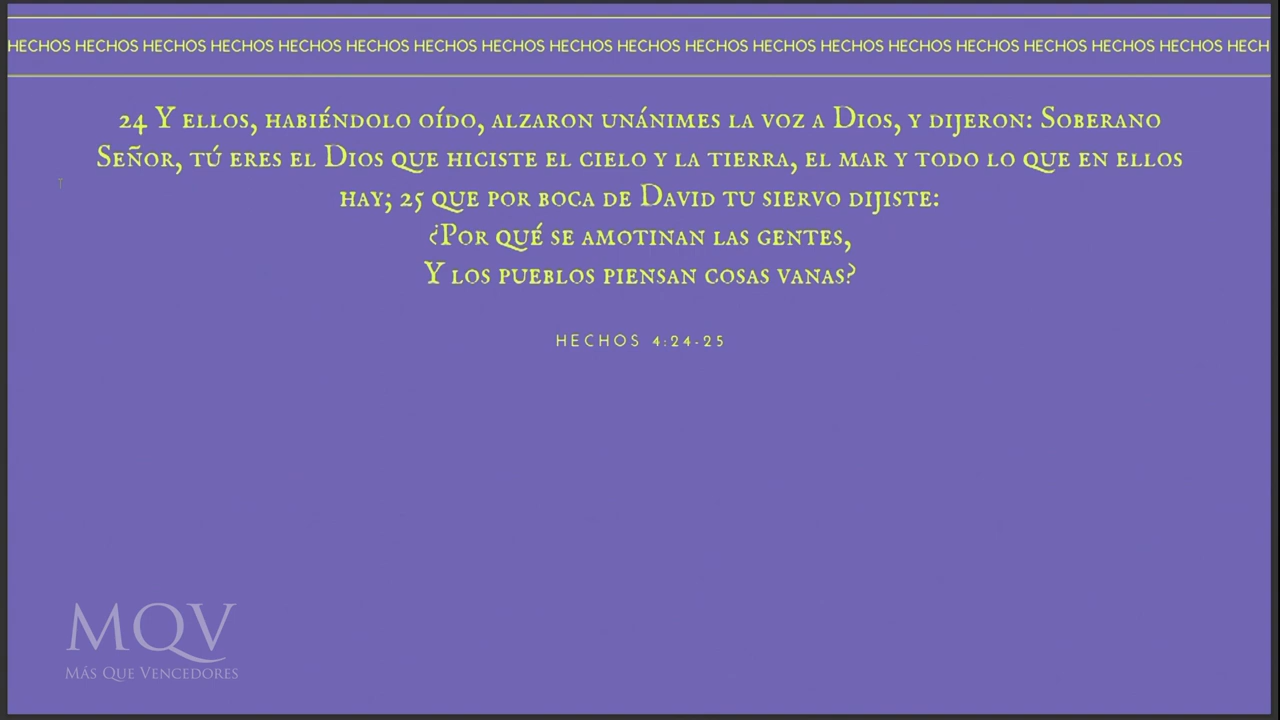 HECHOS HECHOS HECHOS HECHOS HECHOS HECHOS HECHOS HECHOS HECHOS HECHOS HECHOS HECHOS HECHOS HECHOS HECHOS HECHOS HECHOS HECHOS HECH
24 Y ellos, habiéndolo oído, alzaron unánimes la voz a Dios, y dijeron: Soberano
Señor, tú eres el Dios que hiciste el cielo y la tierra, el mar y todo lo que en ellos
hay; 25 que por boca de David tu siervo dijiste:
¿Por qué se amotinan las gentes,
Y los pueblos piensan cosas vanas?
HECHOS 4:24-25
MQV
Más Que Vencedores